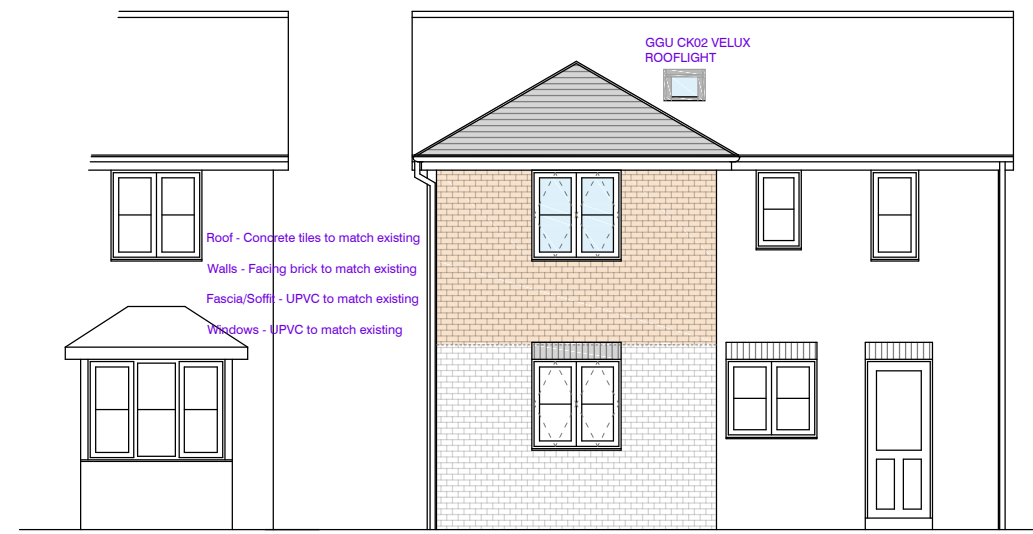 GGU CK02 VELUX
ROOFLIGHT
Roof - Concrete tiles to match existing
Walls - Facing brick to match existing
Fascia/Soffit - UPVC to match existing
Windows - UPVC to match existing